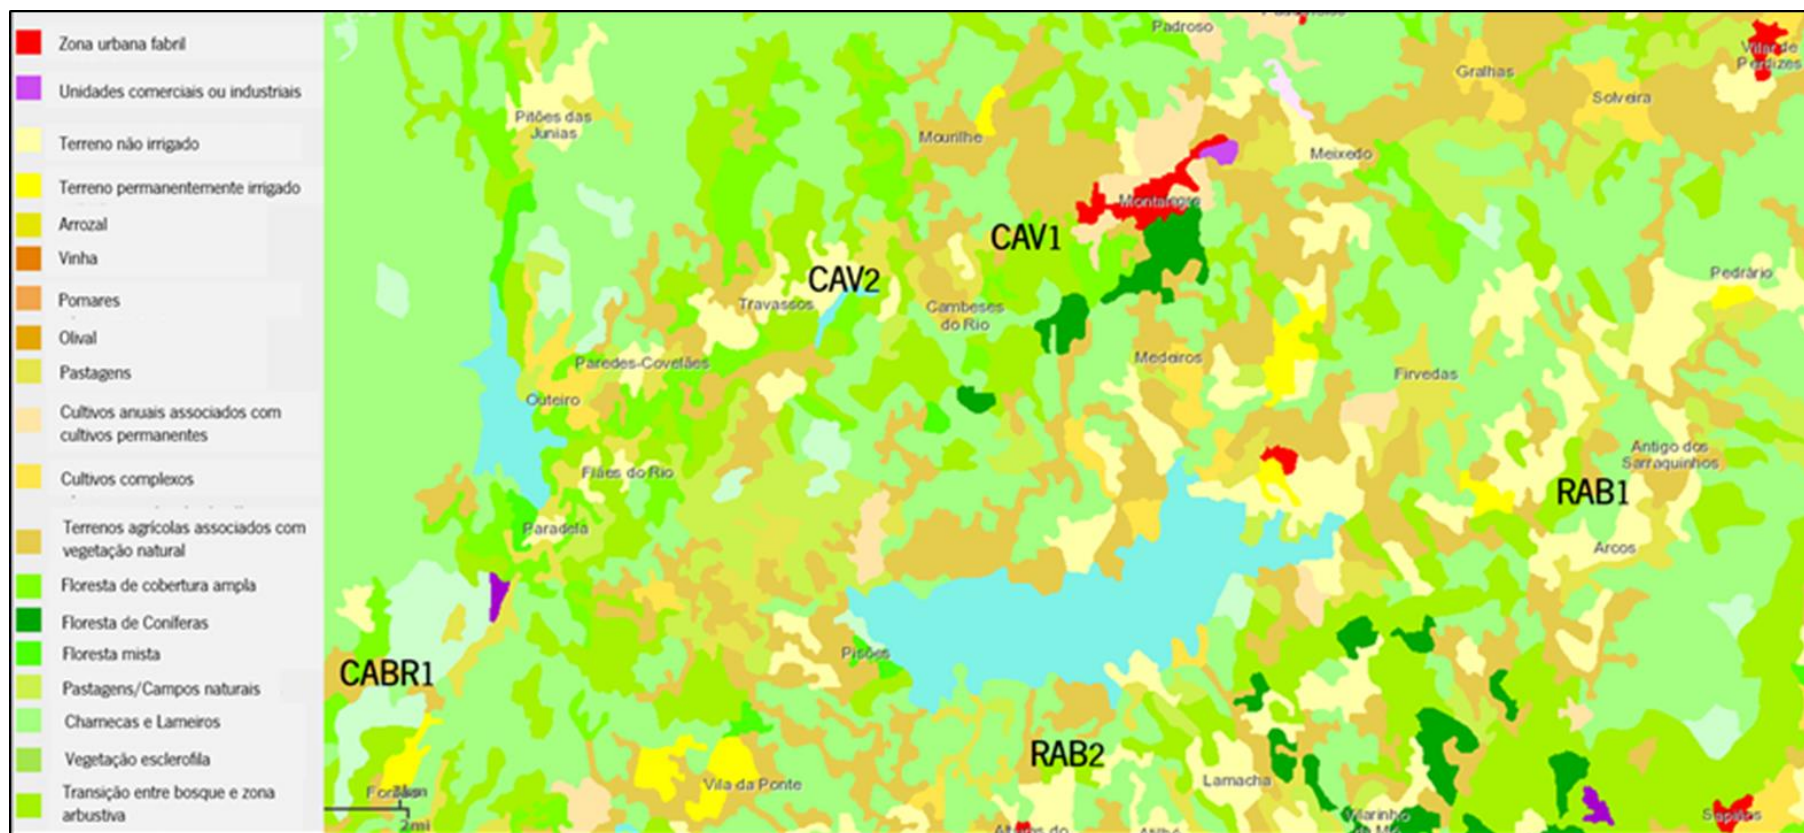 Zona urbana fabril
Unidades comerciais ou industriais
Terreno não irrigado
Terreno permanentemente irrigado
Arrozal
Vinha
Pomares
Olival
Pastagens
Cultivos anuais associados com
cultivos permanentes
Cultivos complexos
Terrenos agrícolas associados com
vegetação natural
Floresta de cobertura ampla
Floresta de Coníferas
Floresta mista
Pastagens/Campos naturais
Charnecas e Lameiros
Vegetação esclerofila
Transição entre bosque e zona
arbustiva
Padroso
Vilar de
Perdizes
Gralhas
Solveira
Pitões das
Junias
Mourilhe
Meixedo
Montalegre
CAV1
CAV2
Pedrário
Travassos
Cambeses
do Rio
Paredes-Covelães
Medeiros
Firvedas
Outeiro
Antigo dos
Sarraquinhos
Fiães do Rio
RAB1
Paradela
Arcos
Pisões
CABR1
RAB2
Vila da Ponte
Lamacha
2mi
Vilarinho